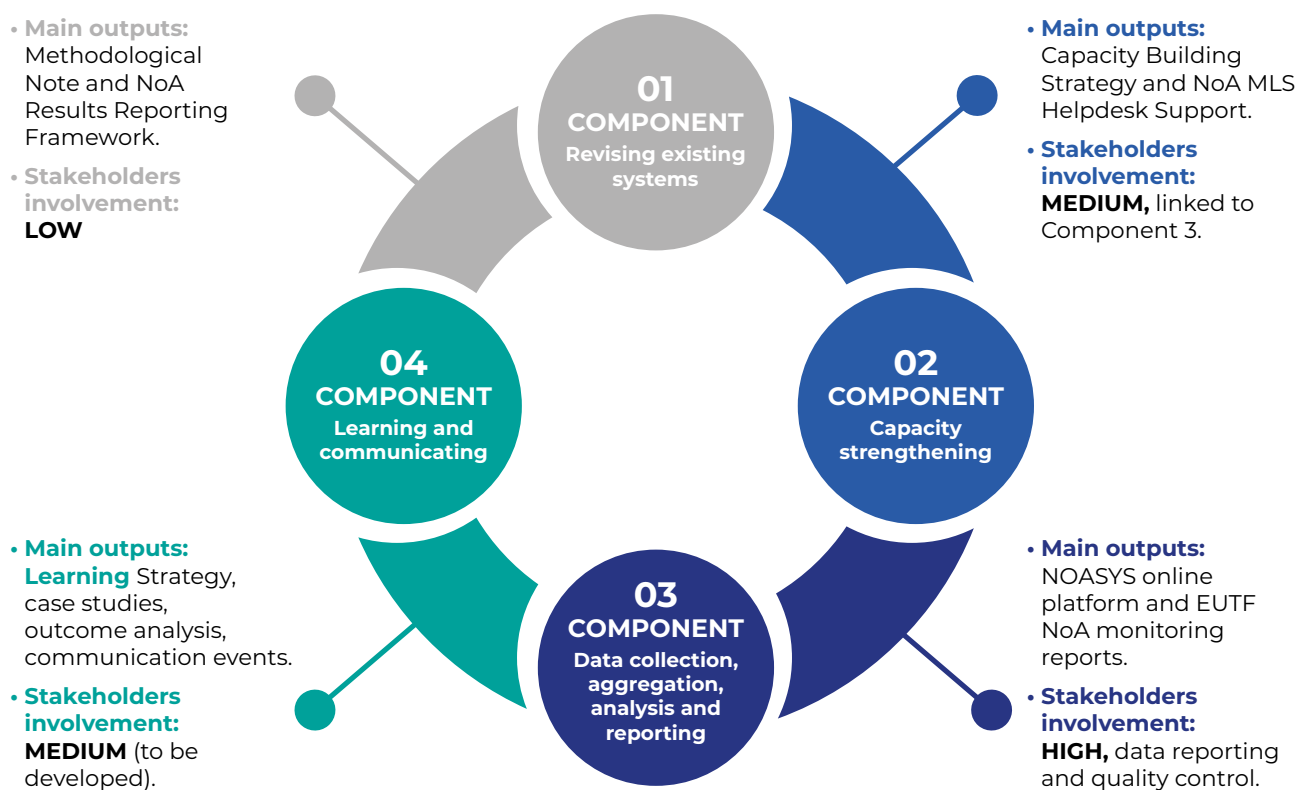 • Main outputs:
Methodological
Note and NoA
Results Reporting
Framework.
• Stakeholders
involvement:
LOW
01
COMPONENT
Revising existing
systems
• Main outputs:
Capacity Building
Strategy and NoA MLS
Helpdesk Support.
• Stakeholders
involvement:
MEDIUM, linked to
Component 3.
04
COMPONENT
Learning and
communicating
02
COMPONENT
Capacity
strengthening
• Main outputs:
Learning Strategy,
case studies,
outcome analysis,
communication events.
• Stakeholders
involvement:
MEDIUM (to be
developed).
03
COMPONENT
Data collection,
aggregation,
analysis and
reporting
• Main outputs:
NOASYS online
platform and EUTF
NoA monitoring
reports.
• Stakeholders
involvement:
HIGH, data reporting
and quality control.